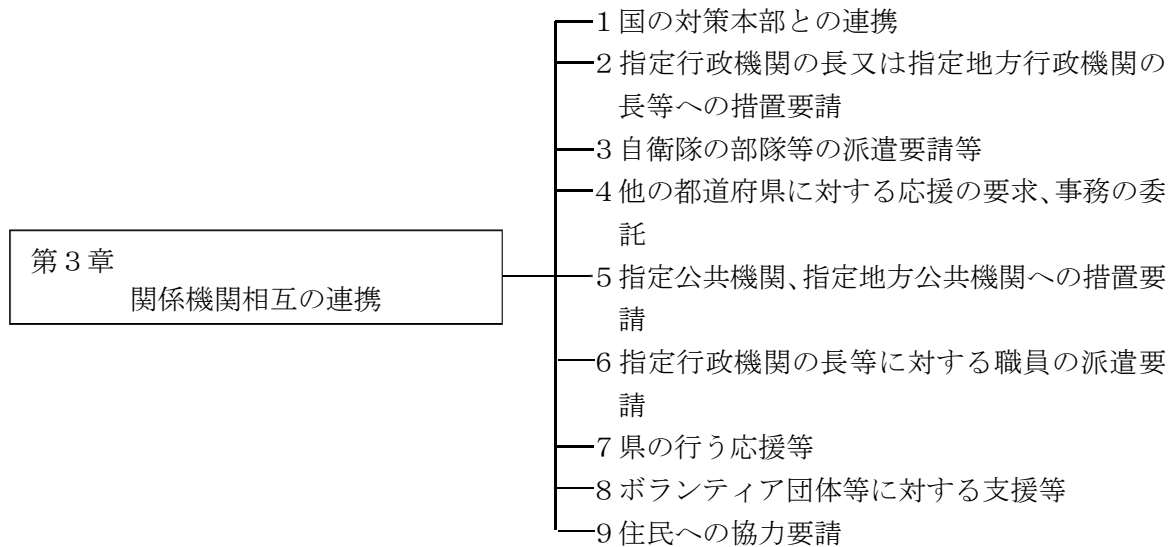 第３章
関係機関相互の連携
１国の対策本部との連携
２指定行政機関の長又は指定地方行政機関の
長等への措置要請
３自衛隊の部隊等の派遣要請等
４他の都道府県に対する応援の要求、事務の委
託
５指定公共機関、指定地方公共機関への措置要
請
６指定行政機関の長等に対する職員の派遣要
請
７県の行う応援等
８ボランティア団体等に対する支援等
９住民への協力要請